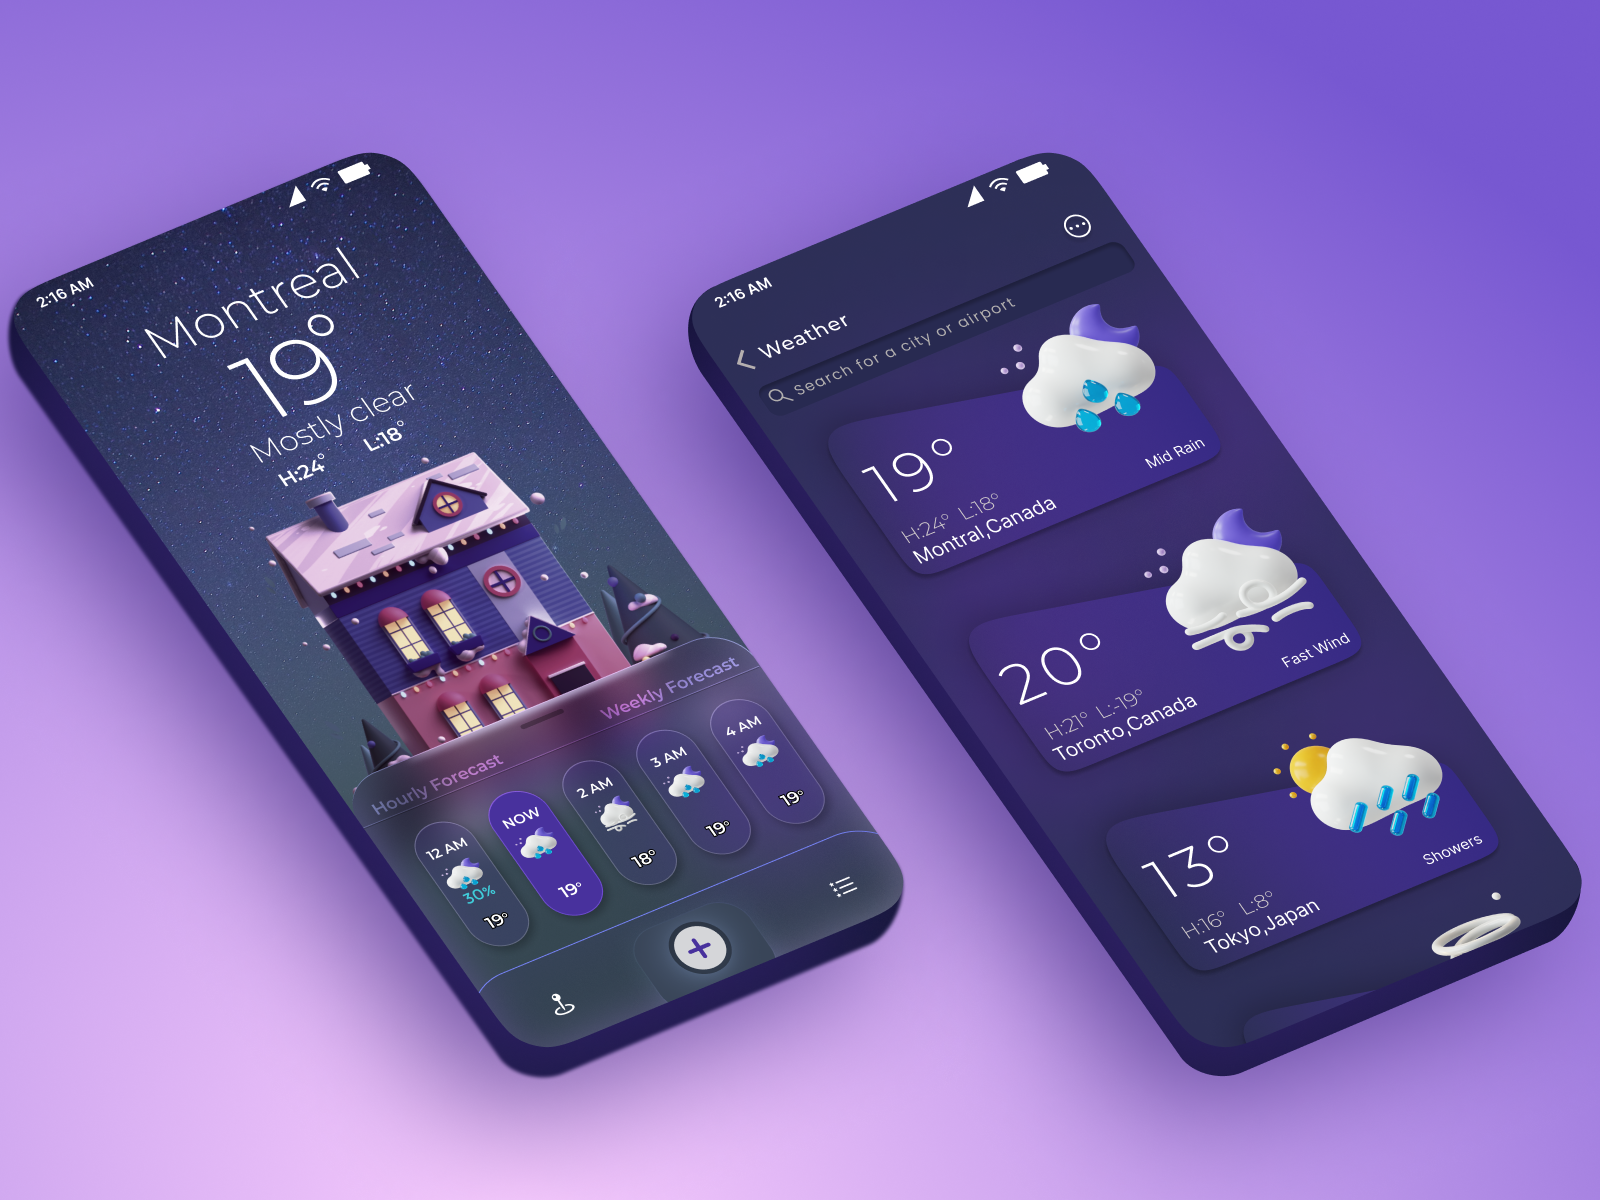 2:16 AM
Montreal
19°
Mostly clear
H:24° L:18°
Hourly Forecast Weekly Forecast
12 AM
30%
19°
NOW
19°
2 AM
18°
3 AM
19°
4 AM
19°
2:16 AM
Weather
Search for a city or airport
19°
H:24° L:18°
Montral,Canada
Mid Rain
20°
H:21° L:-19°
Toronto,Canada
Fast Wind
13°
H:16° L:8°
Tokyo,Japan
Showers